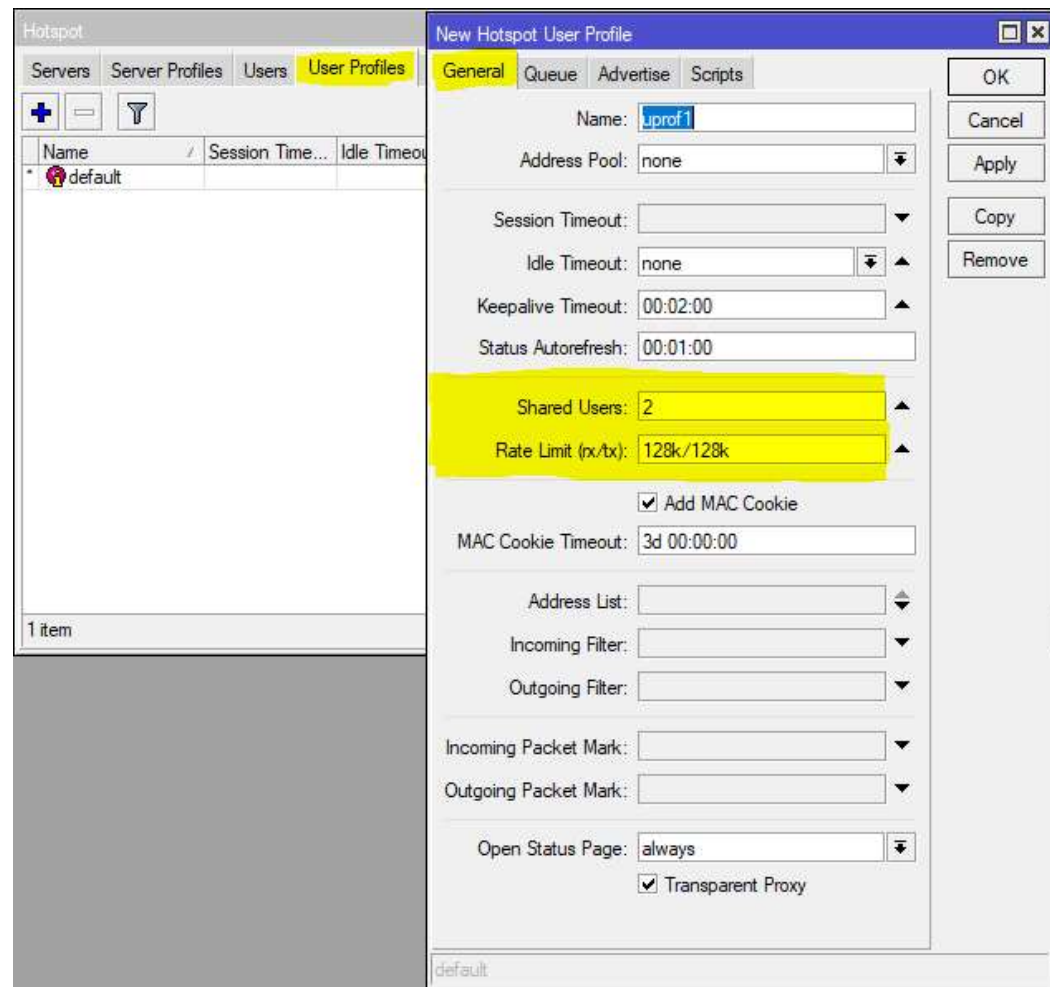 Hotspot
Servers Server Profiles Users User Profiles
Name / Session Time... Idle Timeou
* default
1 item
New Hotspot User Profile
General Queue Advertise Scripts
Name: uprof1
Address Pool: none
Session Timeout:
Idle Timeout: none
Keepalive Timeout: 00:02:00
Status Autorefresh: 00:01:00
Shared Users: 2
Rate Limit (rx/tx): 128k/128k
Add MAC Cookie
MAC Cookie Timeout: 3d 00:00:00
Address List:
Incoming Filter:
Outgoing Filter:
Incoming Packet Mark:
Outgoing Packet Mark:
Open Status Page: always
Transparent Proxy
default
OK
Cancel
Apply
Copy
Remove